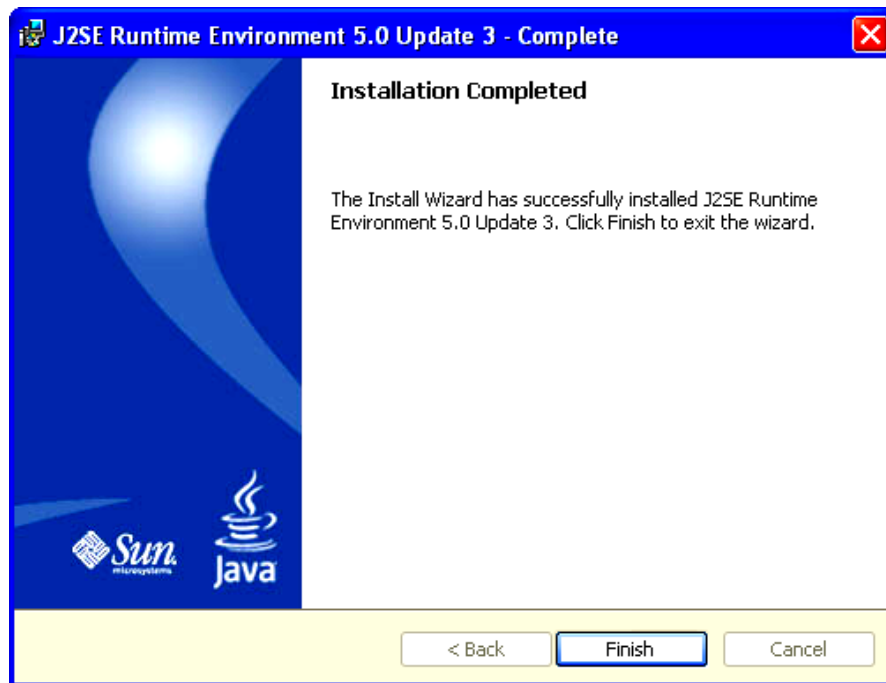 J2SE Runtime Environment 5.0 Update 3 - Complete
Installation Completed
The Install Wizard has successfully installed J2SE Runtime
Environment 5.0 Update 3. Click Finish to exit the wizard.
Sun
microsystems
Java
< Back
Finish
Cancel